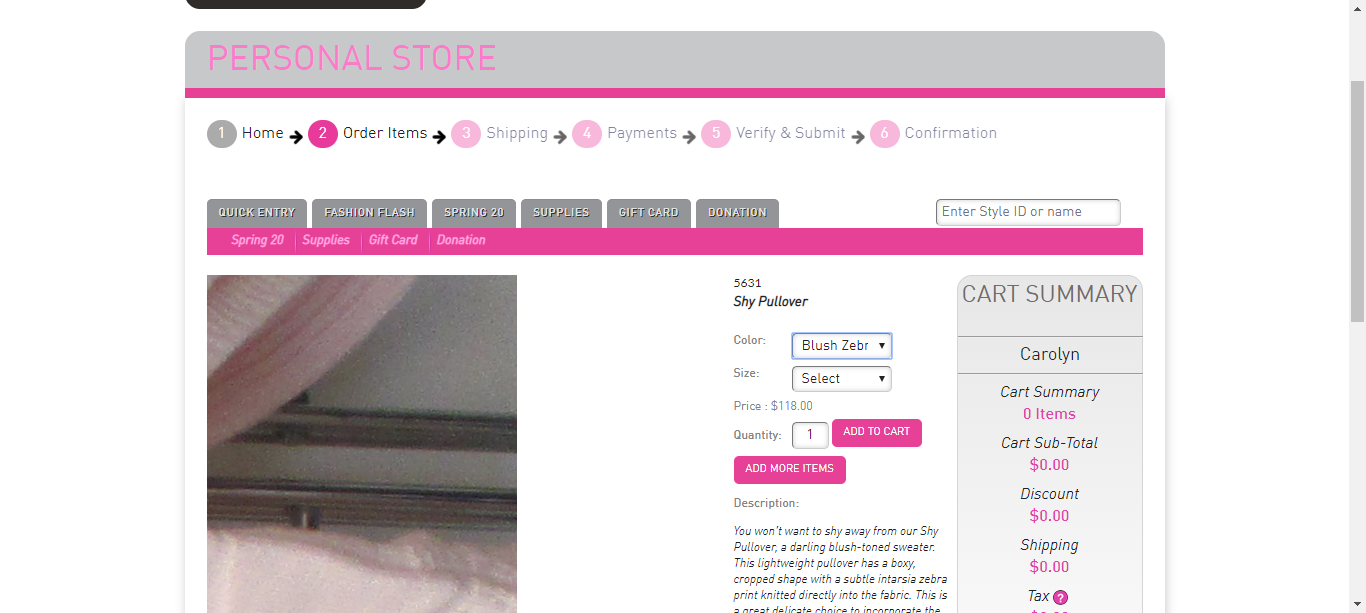 PERSONAL STORE
1 Home 2 Order Items 3 Shipping 4 Payments 5 Verify & Submit 6 Confirmation
QUICK ENTRY FASHION FLASH SPRING 20 SUPPLIES GIFT CARD DONATION
Enter Style ID or name
Spring 20 Supplies Gift Card Donation
5631
Shy Pullover
Color: Blush Zebr
Size: Select
Price : $118.00
Quantity: 1 ADD TO CART
ADD MORE ITEMS
Description:
You won't want to shy away from our Shy
Pullover, a darling blush-toned sweater.
This lightweight pullover has a boxy,
cropped shape with a subtle intarsia zebra
print knitted directly into the fabric. This is
a great delicate choice to incorporate the
CART SUMMARY
Carolyn
Cart Summary
0 Items
Cart Sub-Total
$0.00
Discount
$0.00
Shipping
$0.00
Tax ?